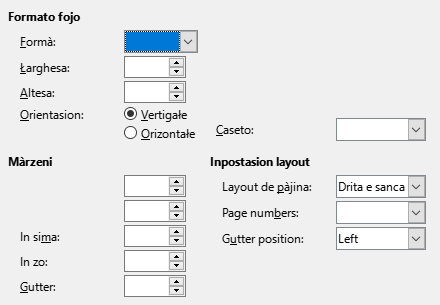 Formato fojo
Formà:
Łarghesa:
Altesa:
Orientasion:
Vertigałe
Orizontałe
Caseto:
Màrzeni
In sima:
In zo:
Gutter:
Inpostasion layout
Layout de pàjina:
Drita e sanca
Page numbers:
Gutter position:
Left